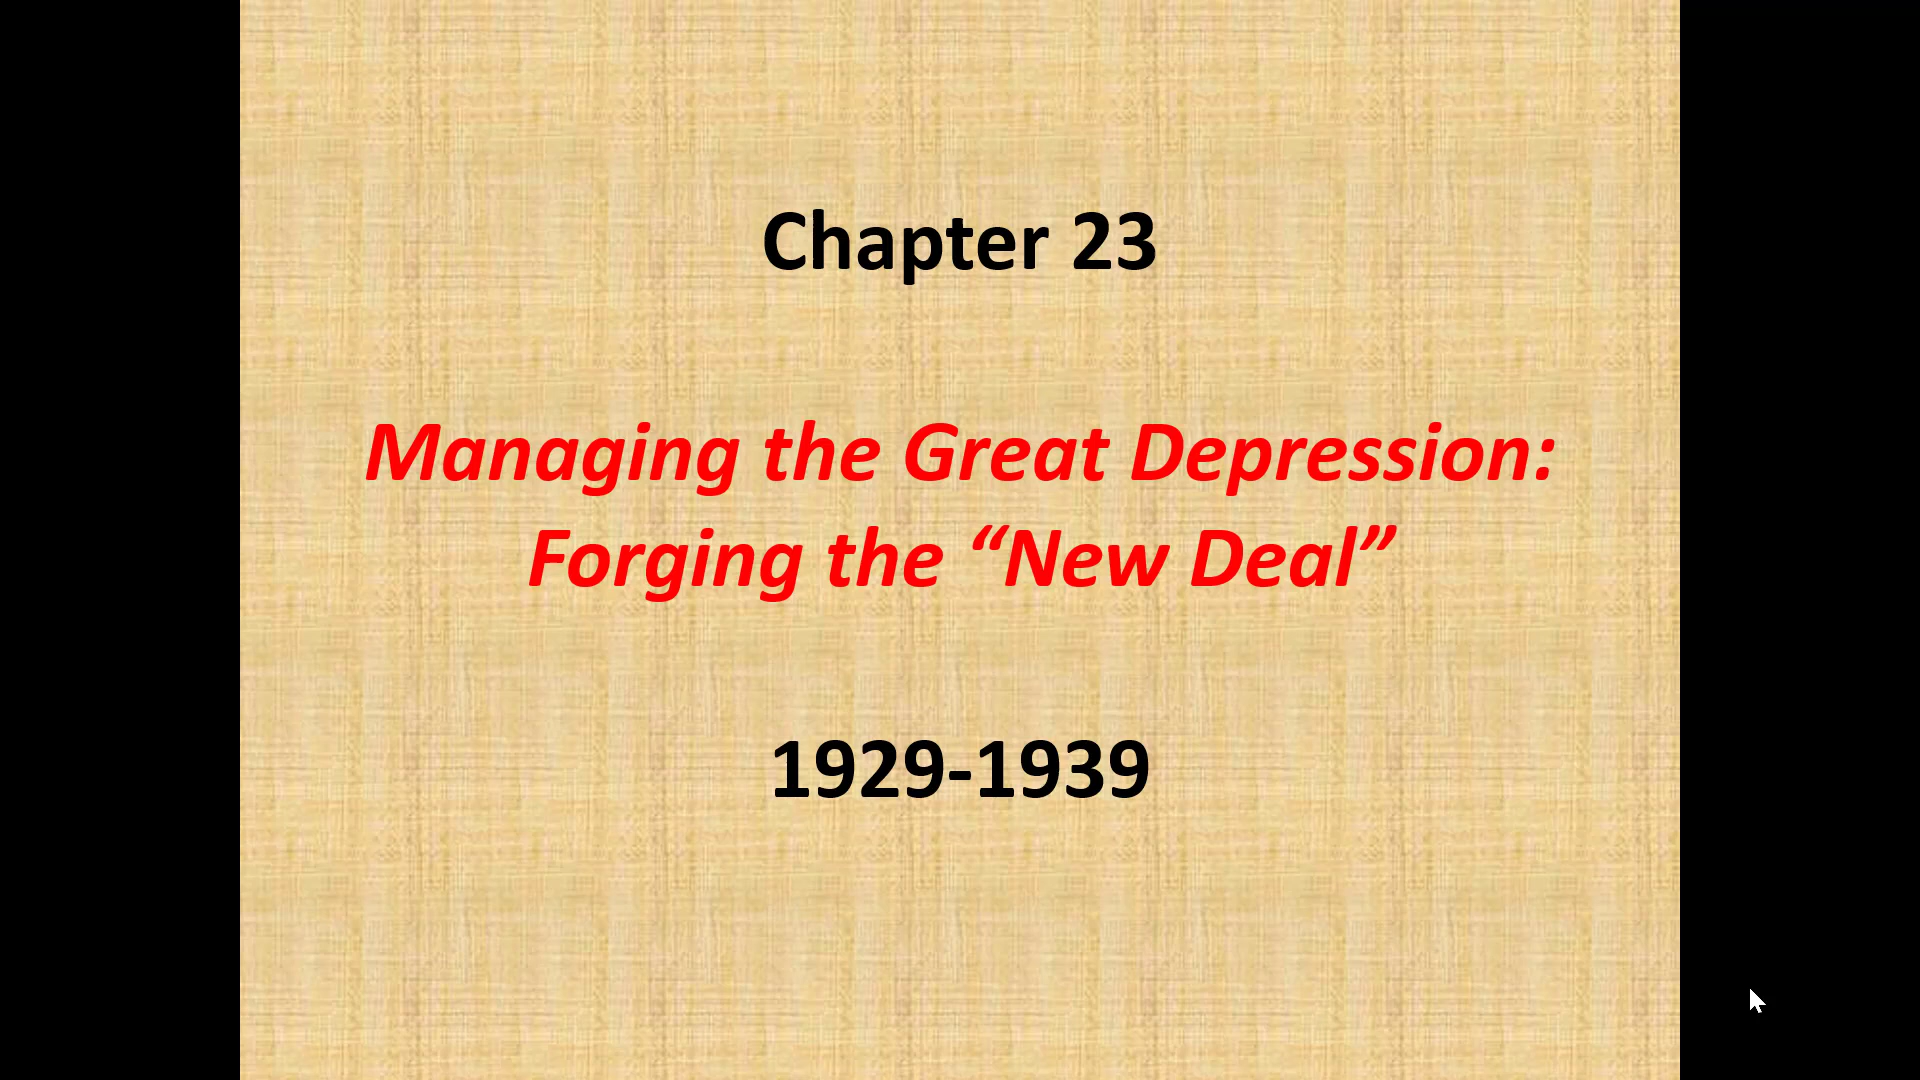 Chapter 23
Managing the Great Depression:
Forging the “New Deal”
1929-1939